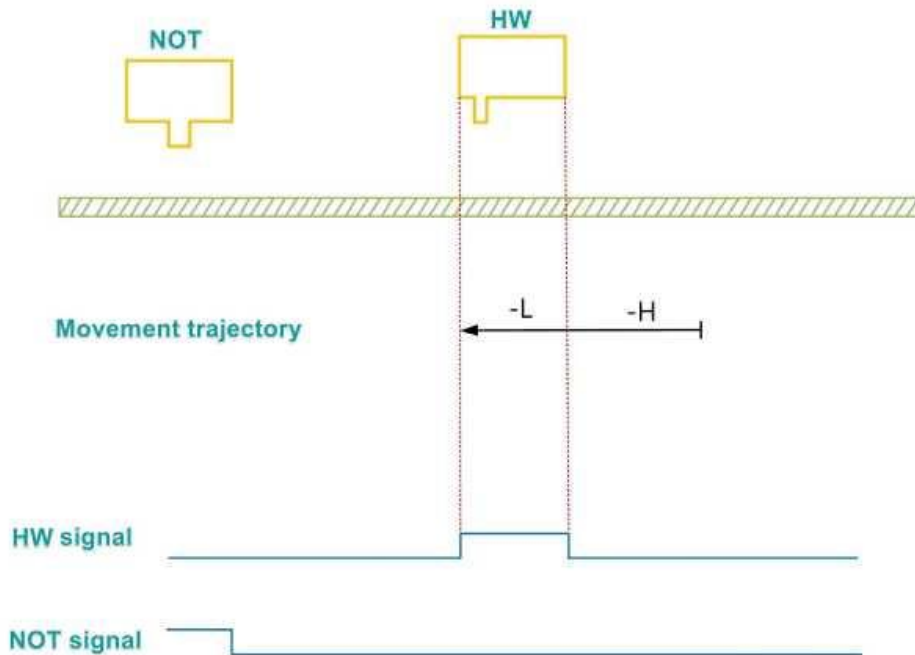 HW
NOT
-L
-H
Movement trajectory
HW signal
NOT signal